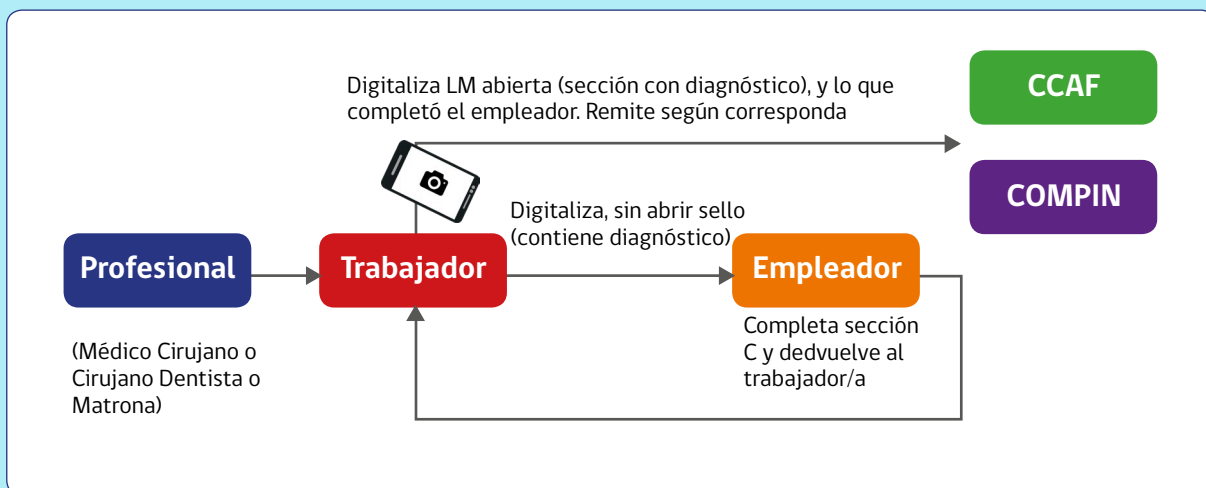 Digitaliza LM abierta (sección con diagnóstico), y lo que
completó el empleador. Remite según corresponda
CCAF
COMPIN
Digitaliza, sin abrir sello
(contiene diagnóstico)
Profesional
Trabajador
Empleador
(Médico Cirujano o
Cirujano Dentista o
Matrona)
Completa sección
C y dedvuelve al
trabajador/a